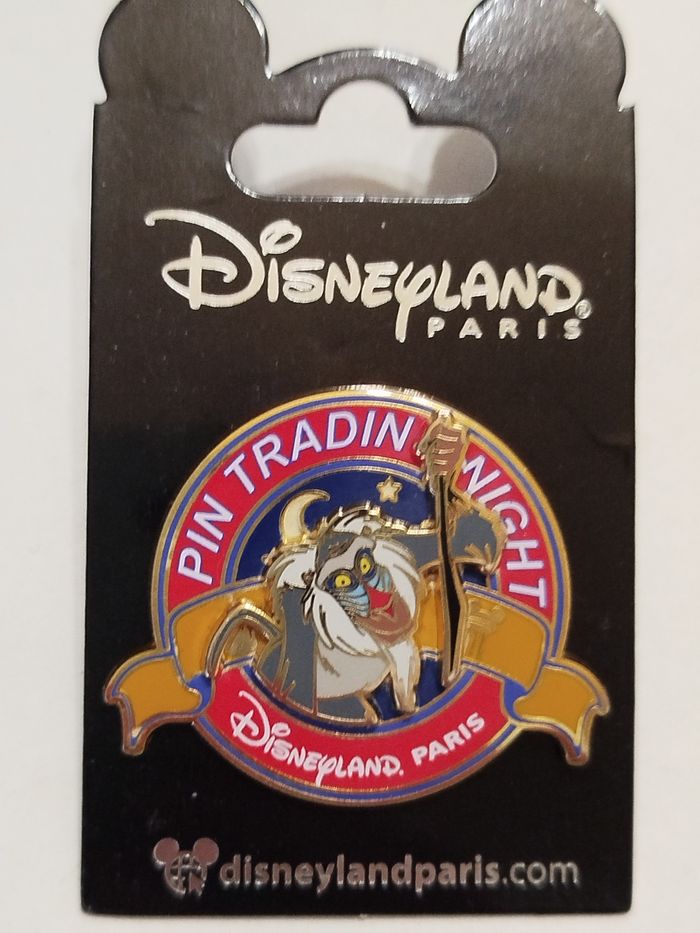 DISNEYLAND®
PARIS
PIN TRADIN NIGHT
DISNEYLAND. PARIS
disneylandparis.com